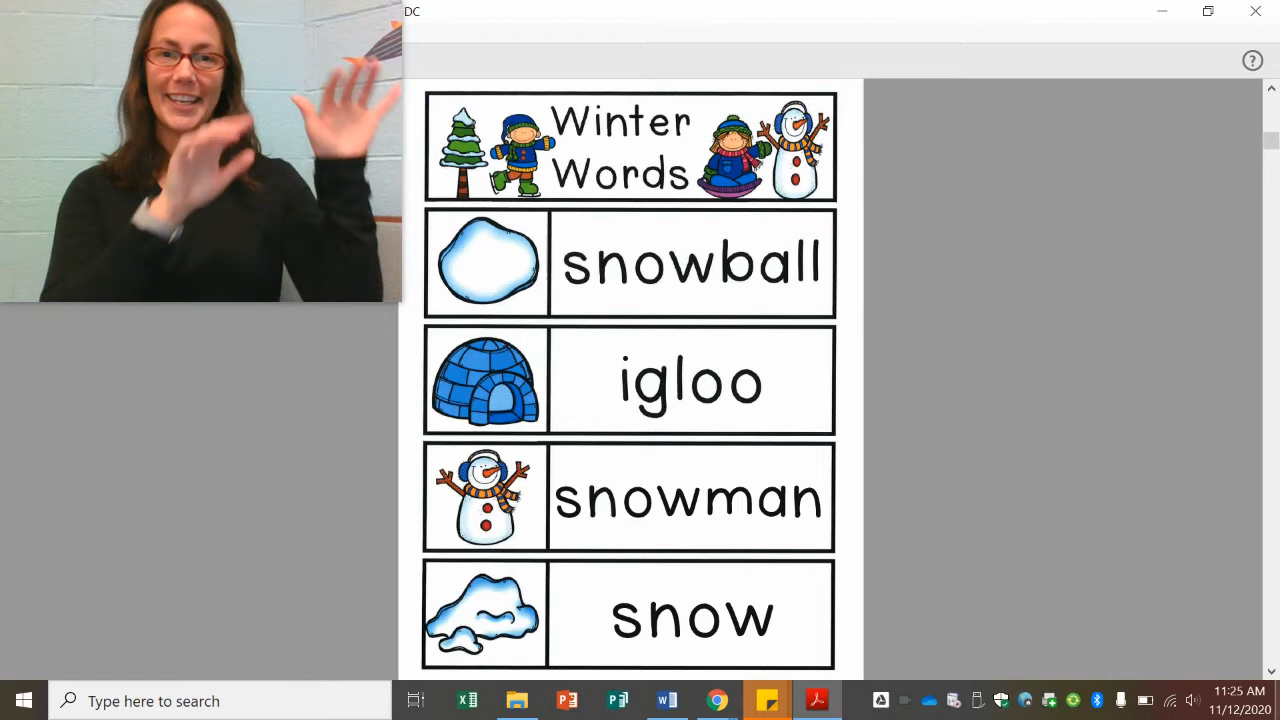 DC
Winter
Words
snowball
igloo
snowman
snow
Type here to search
11:25 AM
11/12/2020